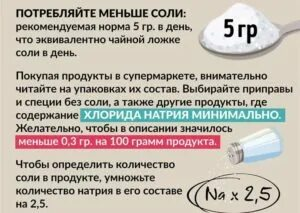 ПОТРЕБЛЯЙТЕ МЕНЬШЕ СОЛИ:
рекомендуемая норма 5 гр. в день,
что эквивалентно чайной ложке
соли в день.
5 гр
Покупая продукты в супермаркете, внимательно
читайте на упаковках их состав. Выбирайте приправы
и специи без соли, а также другие продукты, где
содержание ХЛОРИДА НАТРИЯ МИНИМАЛЬНО.
Желательно, чтобы в описании значилось
меньше 0,3 гр. на 100 грамм продукта.
Чтобы определить количество
соли в продукте, умножьте
количество натрия в его составе
на 2,5.
Na x 2,5